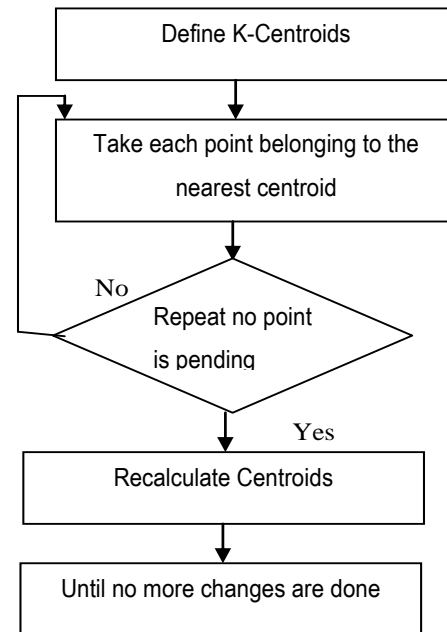 Define K-Centroids
Take each point belonging to the
nearest centroid
No
Repeat no point
is pending
Yes
Recalculate Centroids
Until no more changes are done